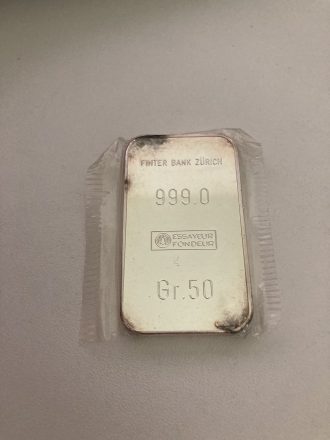 FINTER BANK ZÜRICH
999.0
ESSAYEUR
FONDEUR
Gr.50